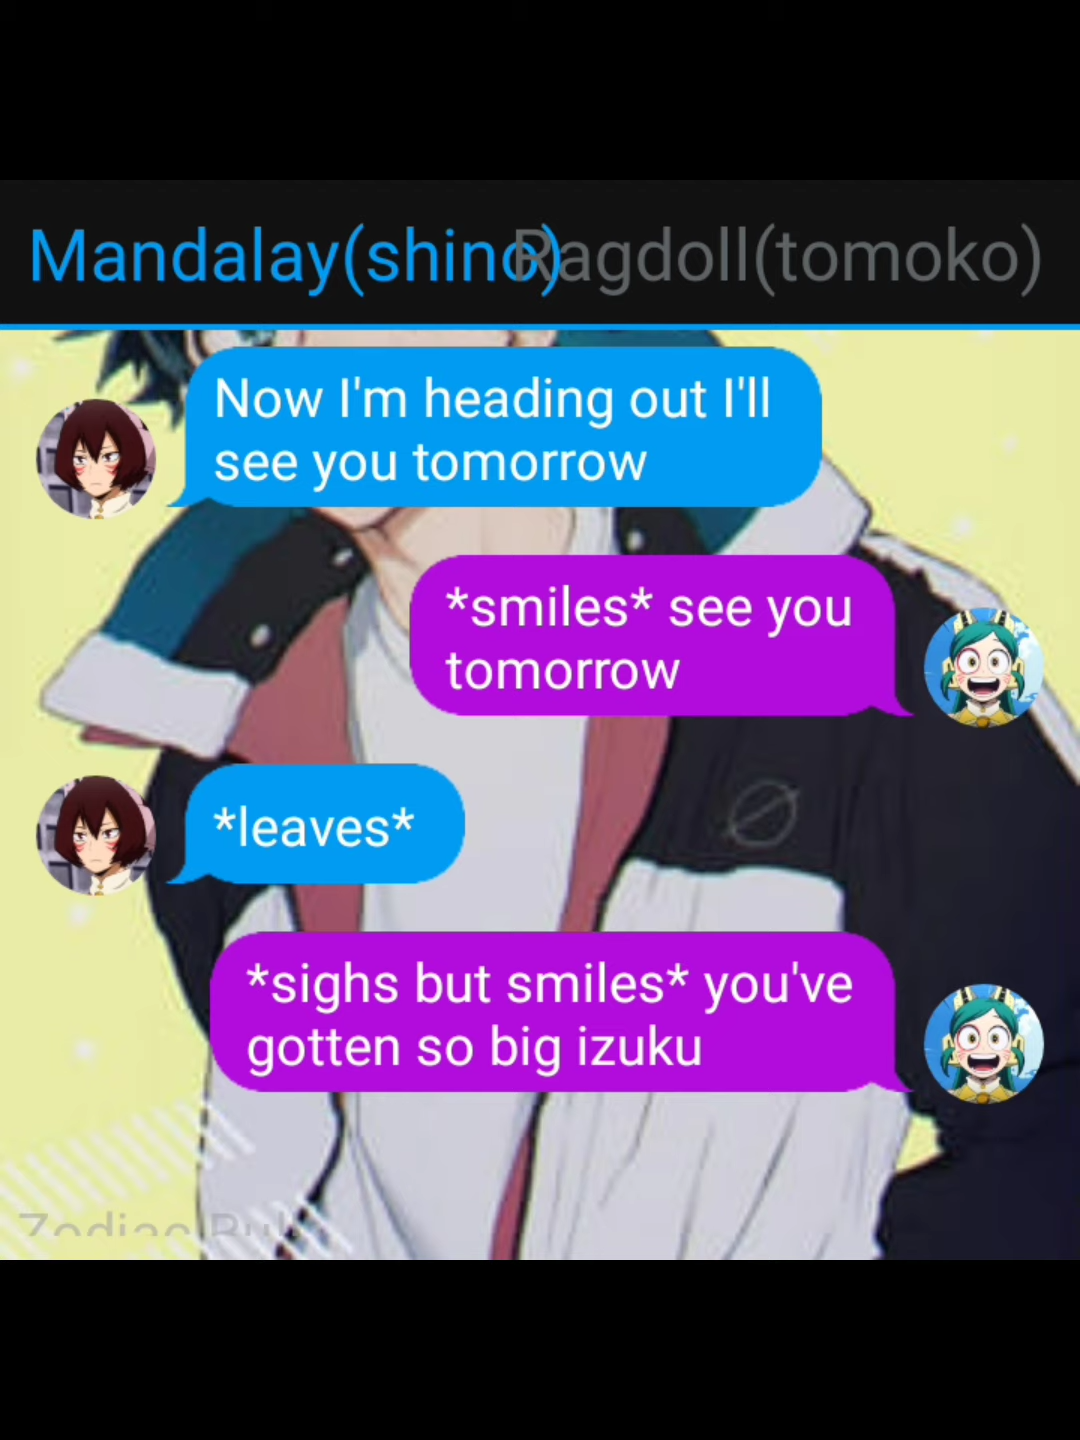 Mandalay(shino)
Ragdoll(tomoko)
Now I'm heading out I'll
see you tomorrow
*smiles* see you
tomorrow
*leaves*
*sighs but smiles* you've
gotten so big izuku